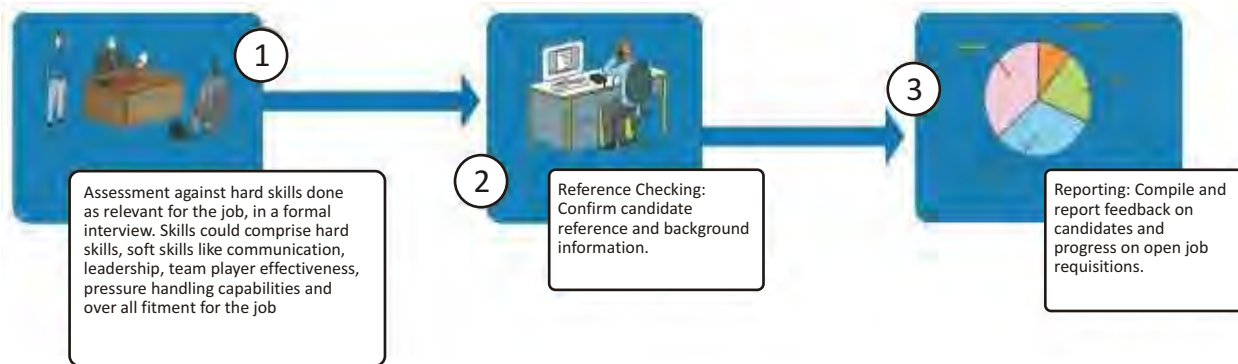 1
Assessment against hard skills done
as relevant for the job, in a formal
interview. Skills could comprise hard
skills, soft skills like communication,
leadership, team player effectiveness,
pressure handling capabilities and
over all fitment for the job
2
Reference Checking:
Confirm candidate
reference and background
information.
3
Reporting: Compile and
report feedback on
candidates and
progress on open job
requisitions.